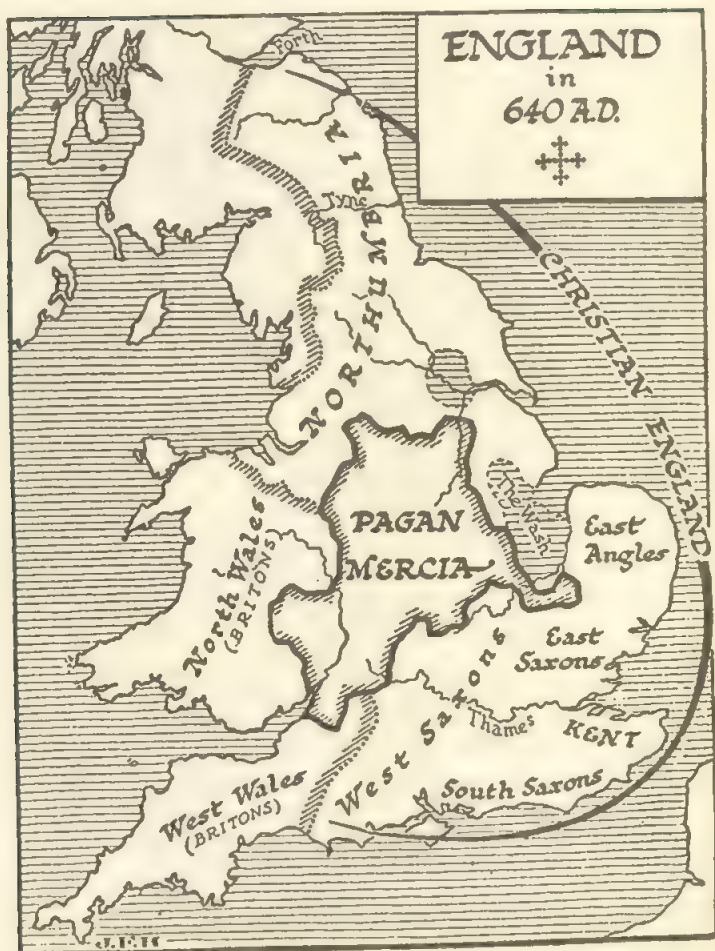 ENGLAND
in
640 A.D.
Forth
Tyne
NORTHUMBRIA
CHRISTIAN ENGLAND
The Wash
PAGAN
MERCIA
East
Angles
North Wales
(BRITONS)
East
Saxons
West Saxons
Thames
KENT
South Saxons
West Wales
(BRITONS)
J.F.H